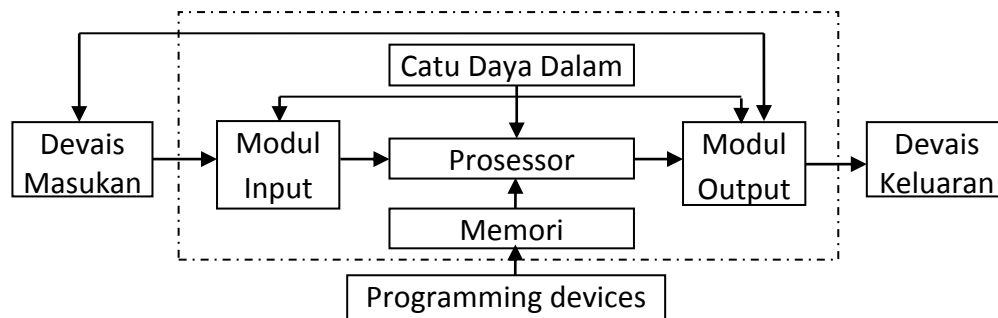 Catu Daya Dalam
Devais
Masukan
Modul
Input
Prosessor
Modul
Output
Devais
Keluaran
Memori
Programming devices